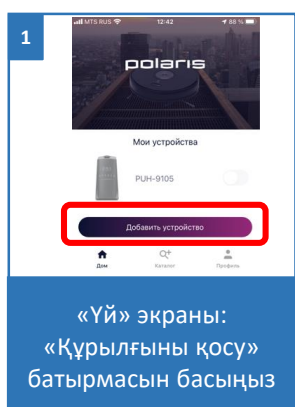 1
MTS RUS 12:42 88 %
polaris
Мои устройства
PUH-9105
Добавить устройство
Дом Каталог Профиль
«Үй» экраны:
«Құрылғыны қосу»
батырмасын басыңыз